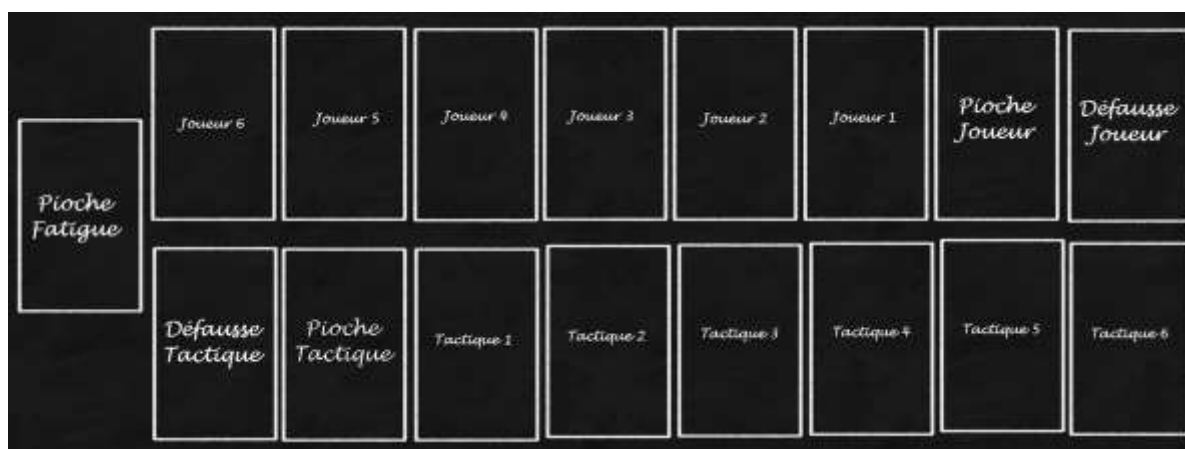 Pioche
Fatigue
Joueur 6
Joueur 5
Joueur 4
Joueur 3
Joueur 2
Joueur 1
Pioche
Joueur
Défausse
Joueur
Défausse
Tactique
Pioche
Tactique
Tactique 1
Tactique 2
Tactique 3
Tactique 4
Tactique 5
Tactique 6